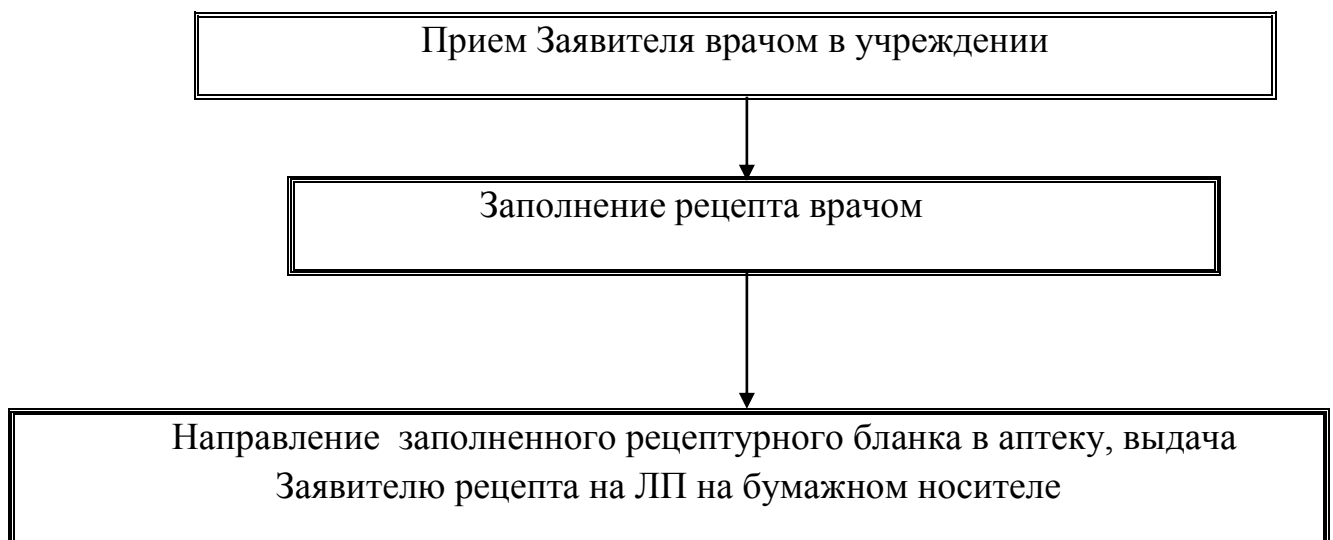 Прием Заявителя врачом в учреждении
Заполнение рецепта врачом
Направление заполненного рецептурного бланка в аптеку, выдача
Заявителю рецепта на ЛП на бумажном носителе